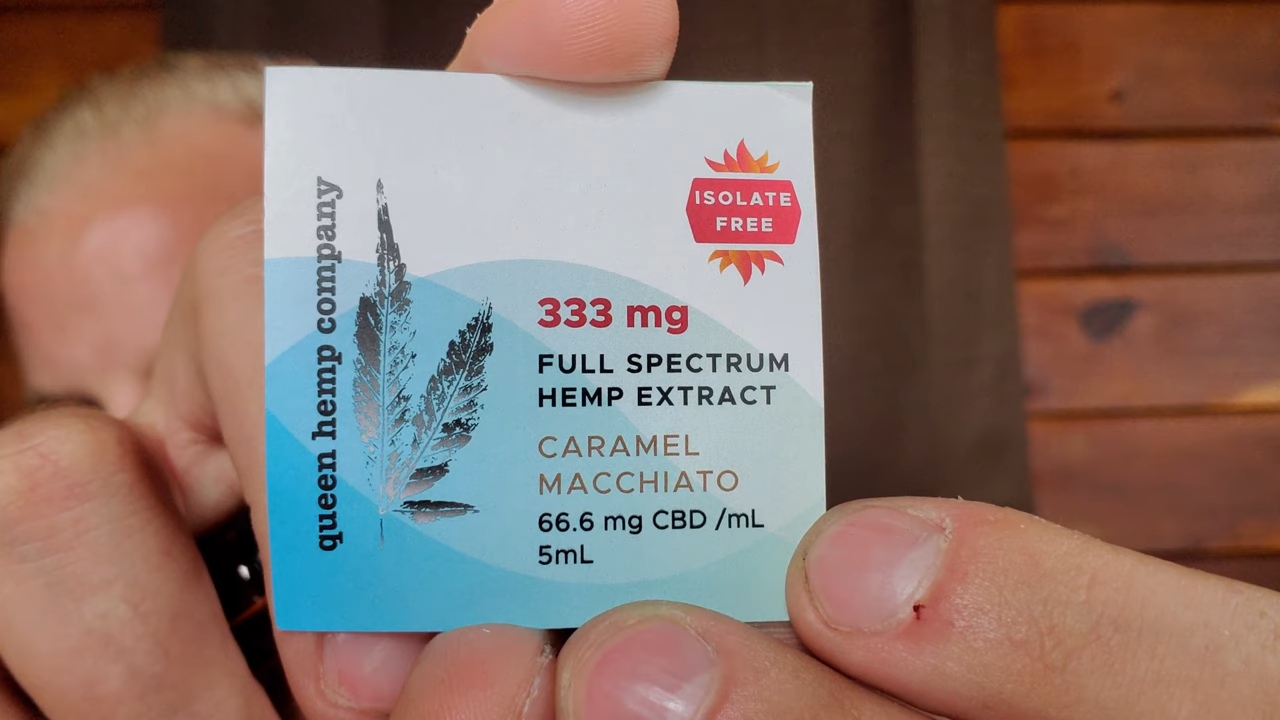 queen hemp company
ISOLATE
FREE
333 mg
FULL SPECTRUM
HEMP EXTRACT
CARAMEL
MACCHIATO
66.6 mg CBD /mL
5mL